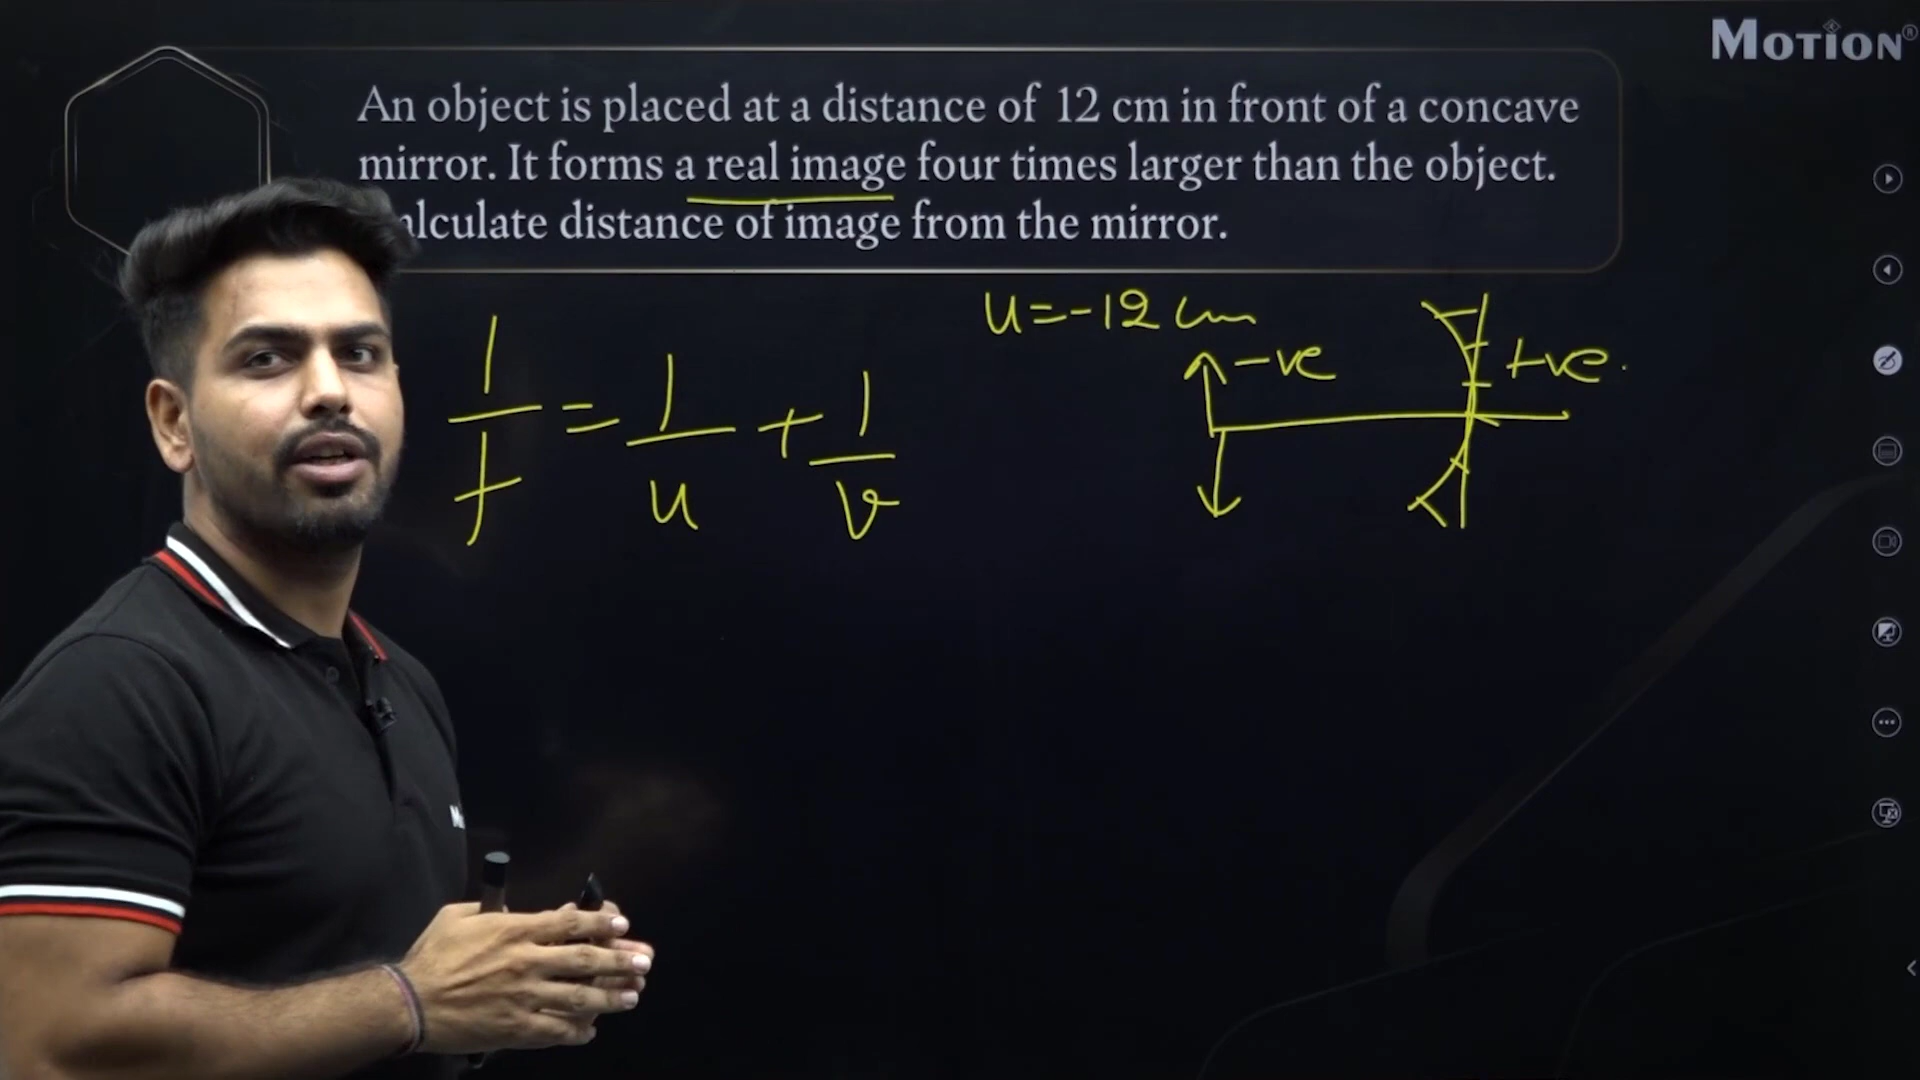 MOTION®
An object is placed at a distance of 12 cm in front of a concave
mirror. It forms a real image four times larger than the object.
alculate distance of image from the mirror.
u=-12 cm
-ve
+ve.
1/f = 1/u + 1/v